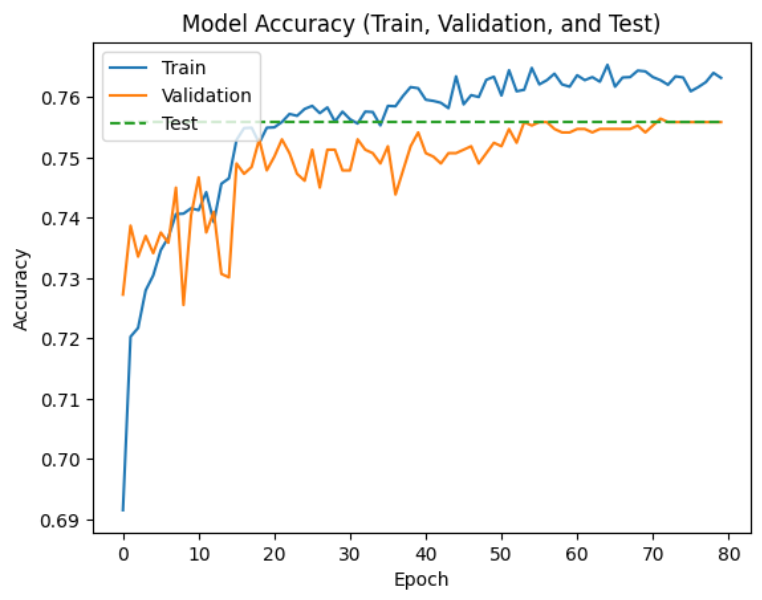 Model Accuracy (Train, Validation, and Test)
Train
Validation
Test
0.76
0.75
0.74
0.73
0.72
0.71
0.70
0.69
Accuracy
0 10 20 30 40 50 60 70 80
Epoch